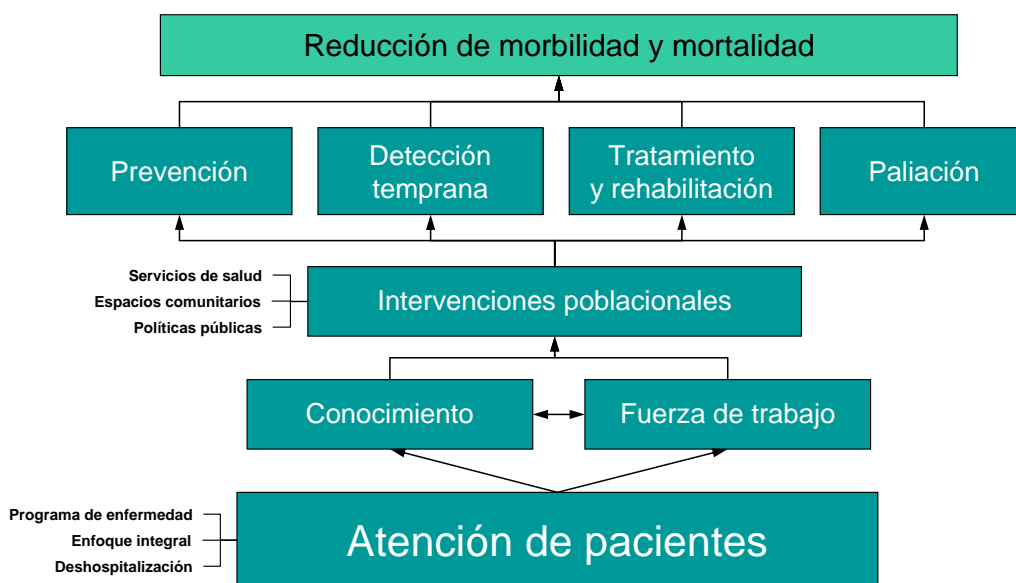 Reducción de morbilidad y mortalidad
Prevención
Detección
temprana
Tratamiento
y rehabilitación
Paliación
Servicios de salud
Espacios comunitarios
Políticas públicas
Intervenciones poblacionales
Conocimiento
Fuerza de trabajo
Programa de enfermedad
Enfoque integral
Deshospitalización
Atención de pacientes